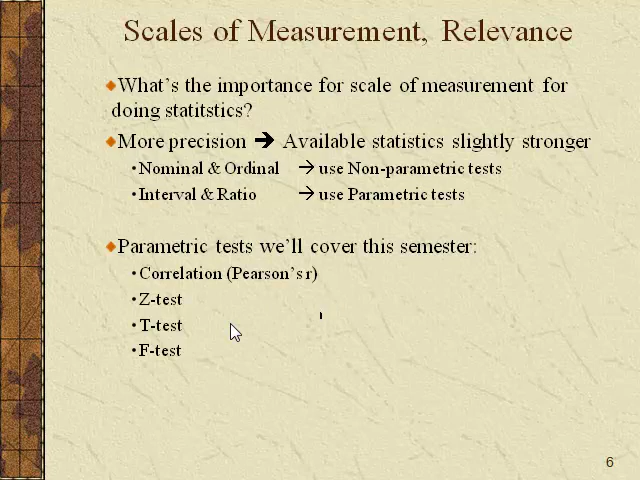 Scales of Measurement, Relevance
What's the importance for scale of measurement for
doing statitstics?
More precision → Available statistics slightly stronger
• Nominal & Ordinal → use Non-parametric tests
• Interval & Ratio → use Parametric tests
Parametric tests we'll cover this semester:
• Correlation (Pearson's r)
• Z-test
• T-test
• F-test
6